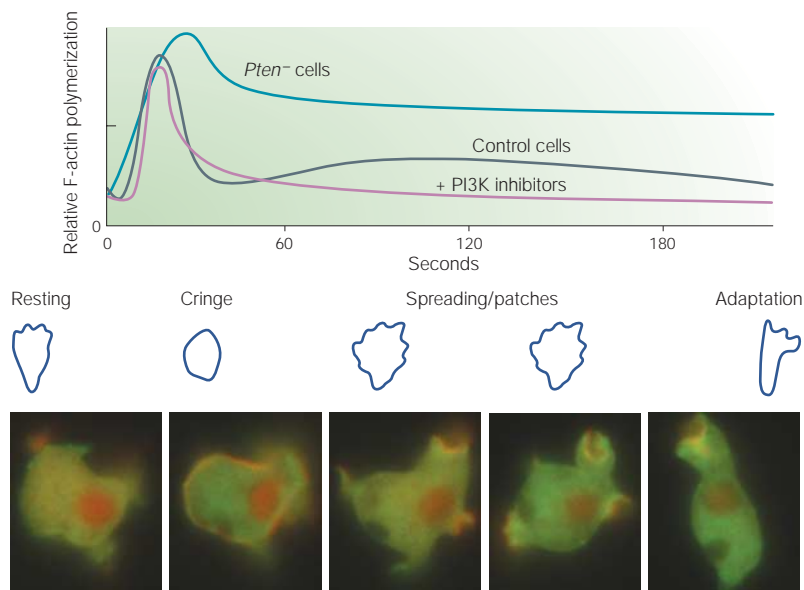 Relative F-actin polymerization
Pten⁻ cells
Control cells
+ PI3K inhibitors
0
0 60 120 180
Seconds
Resting Cringe Spreading/patches Adaptation